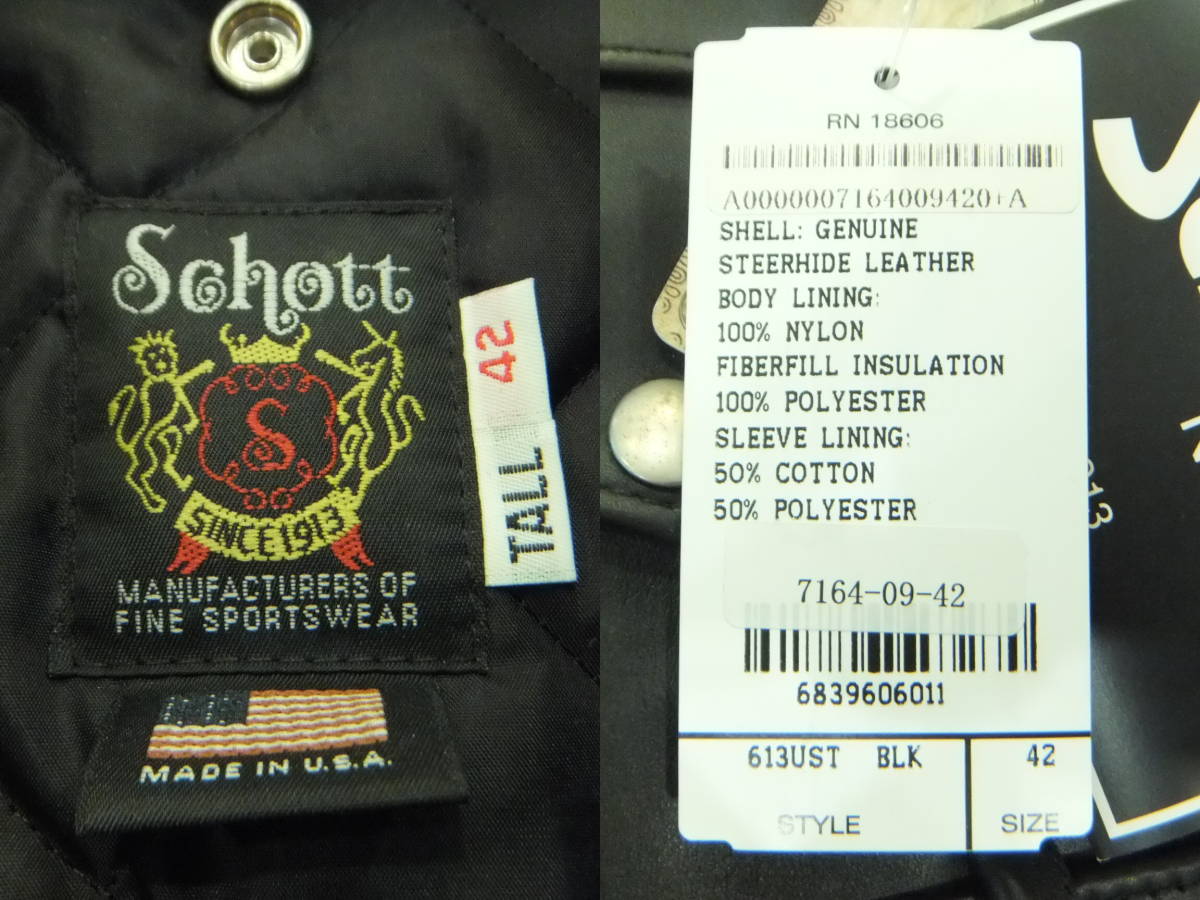 Schott
S
SINCE 1913
MANUFACTURERS OF
FINE SPORTSWEAR
42
TALL
MADE IN U.S.A.
RN 18606
A0000007164009420+A
SHELL: GENUINE
STEERHIDE LEATHER
BODY LINING:
100% NYLON
FIBERFILL INSULATION
100% POLYESTER
SLEEVE LINING:
50% COTTON
50% POLYESTER
7164-09-42
6839606011
613UST BLK 42
STYLE SIZE
913